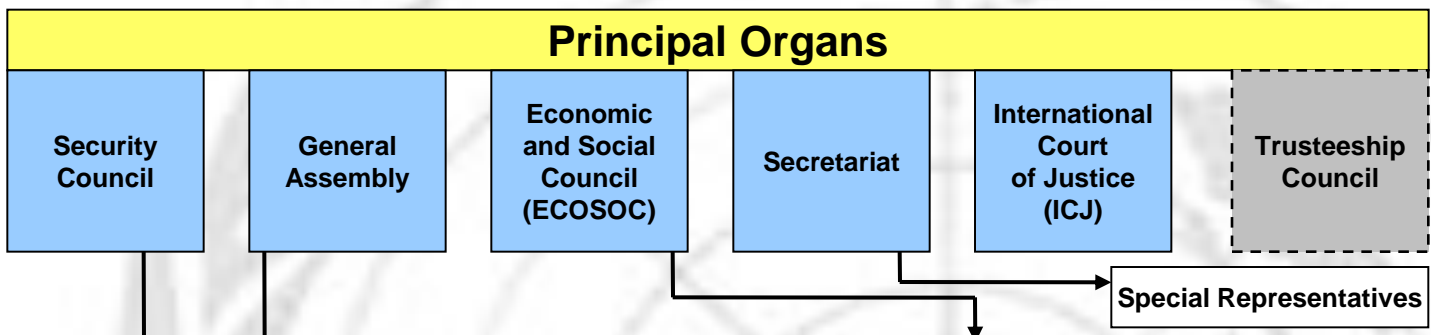 Principal Organs
Security
Council
General
Assembly
Economic
and Social
Council
(ECOSOC)
Secretariat
International
Court
of Justice
(ICJ)
Trusteeship
Council
Special Representatives